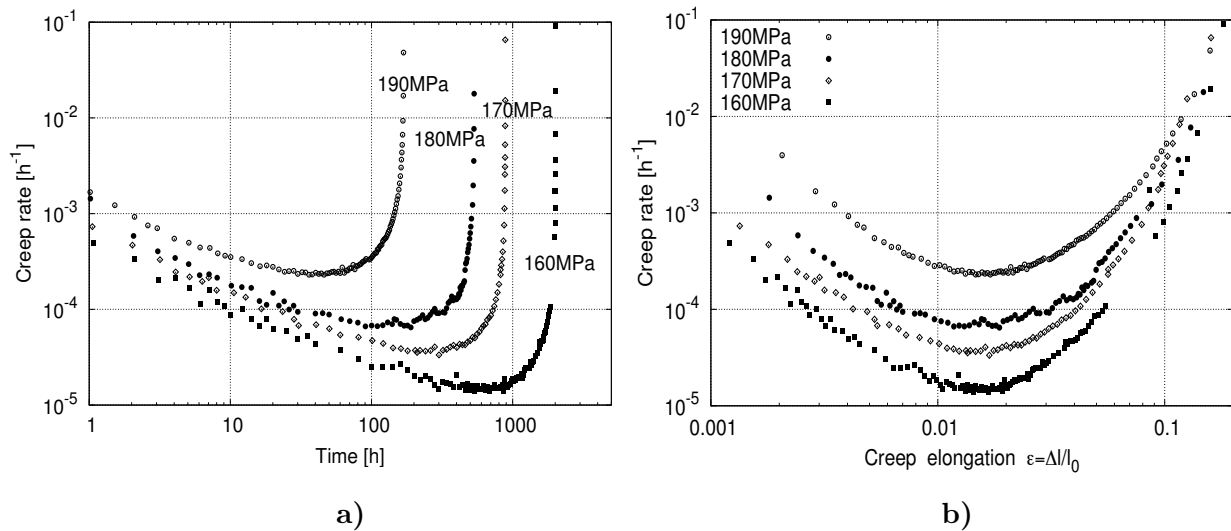 10^-1
10^-2
10^-3
10^-4
10^-5
Creep rate [h^-1]
190MPa
180MPa
170MPa
160MPa
1
10
100
1000
Time [h]
a)
10^-1
10^-2
10^-3
10^-4
10^-5
Creep rate [h^-1]
190MPa
180MPa
170MPa
160MPa
0.001
0.01
0.1
Creep elongation ε=Δl/l_0
b)